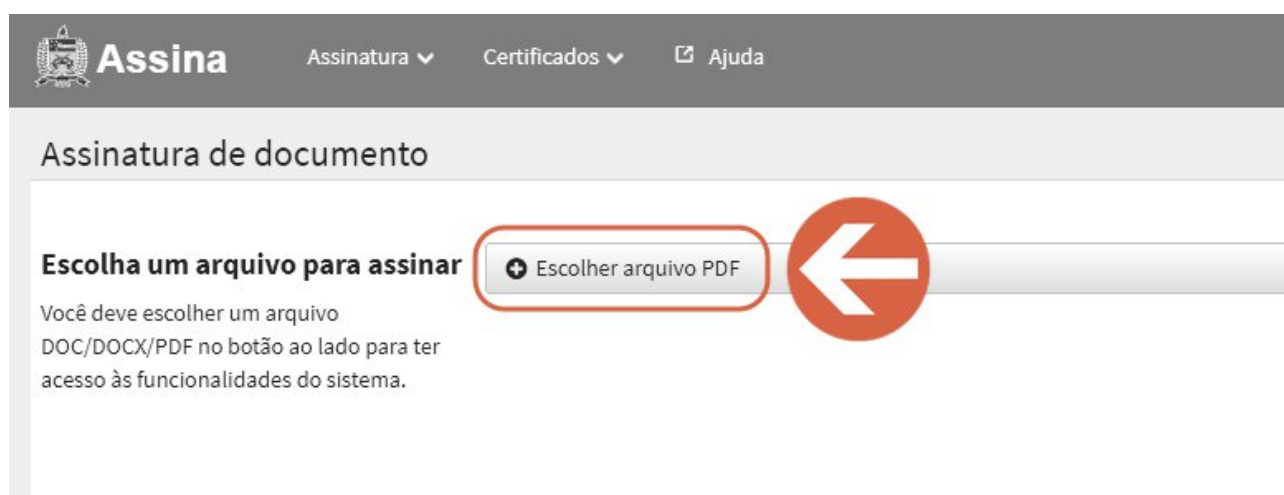 Assina
Assinatura
Certificados
Ajuda
Assinatura de documento
Escolha um arquivo para assinar
Escolher arquivo PDF
Você deve escolher um arquivo
DOC/DOCX/PDF no botão ao lado para ter
acesso às funcionalidades do sistema.